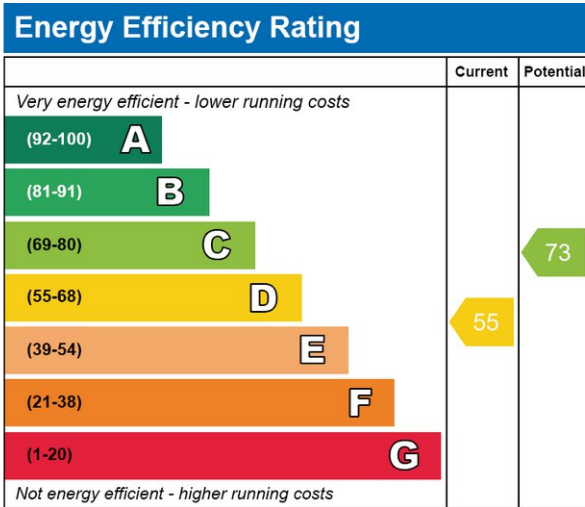 Energy Efficiency Rating
Current Potential
Very energy efficient - lower running costs
(92-100) A
(81-91) B
(69-80) C
73
(55-68) D
55
(39-54) E
(21-38) F
(1-20) G
Not energy efficient - higher running costs